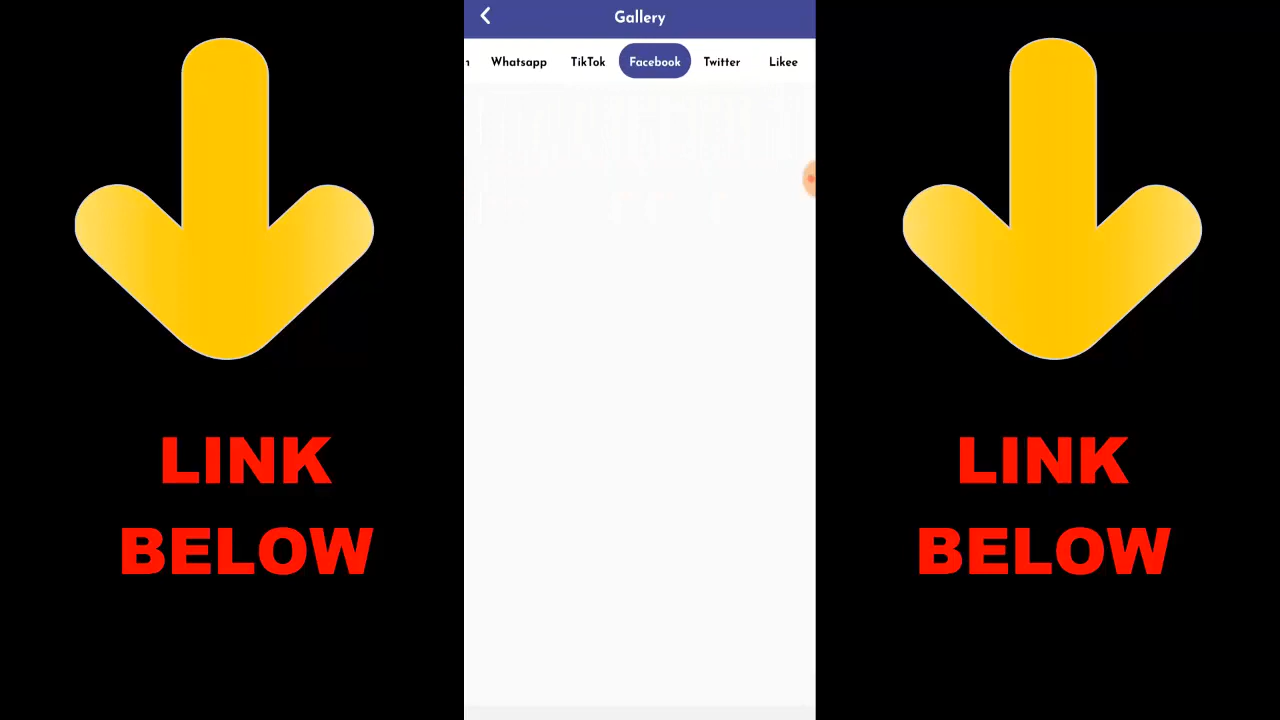 Gallery
Whatsapp TikTok Facebook Twitter Likee
LINK
BELOW
LINK
BELOW